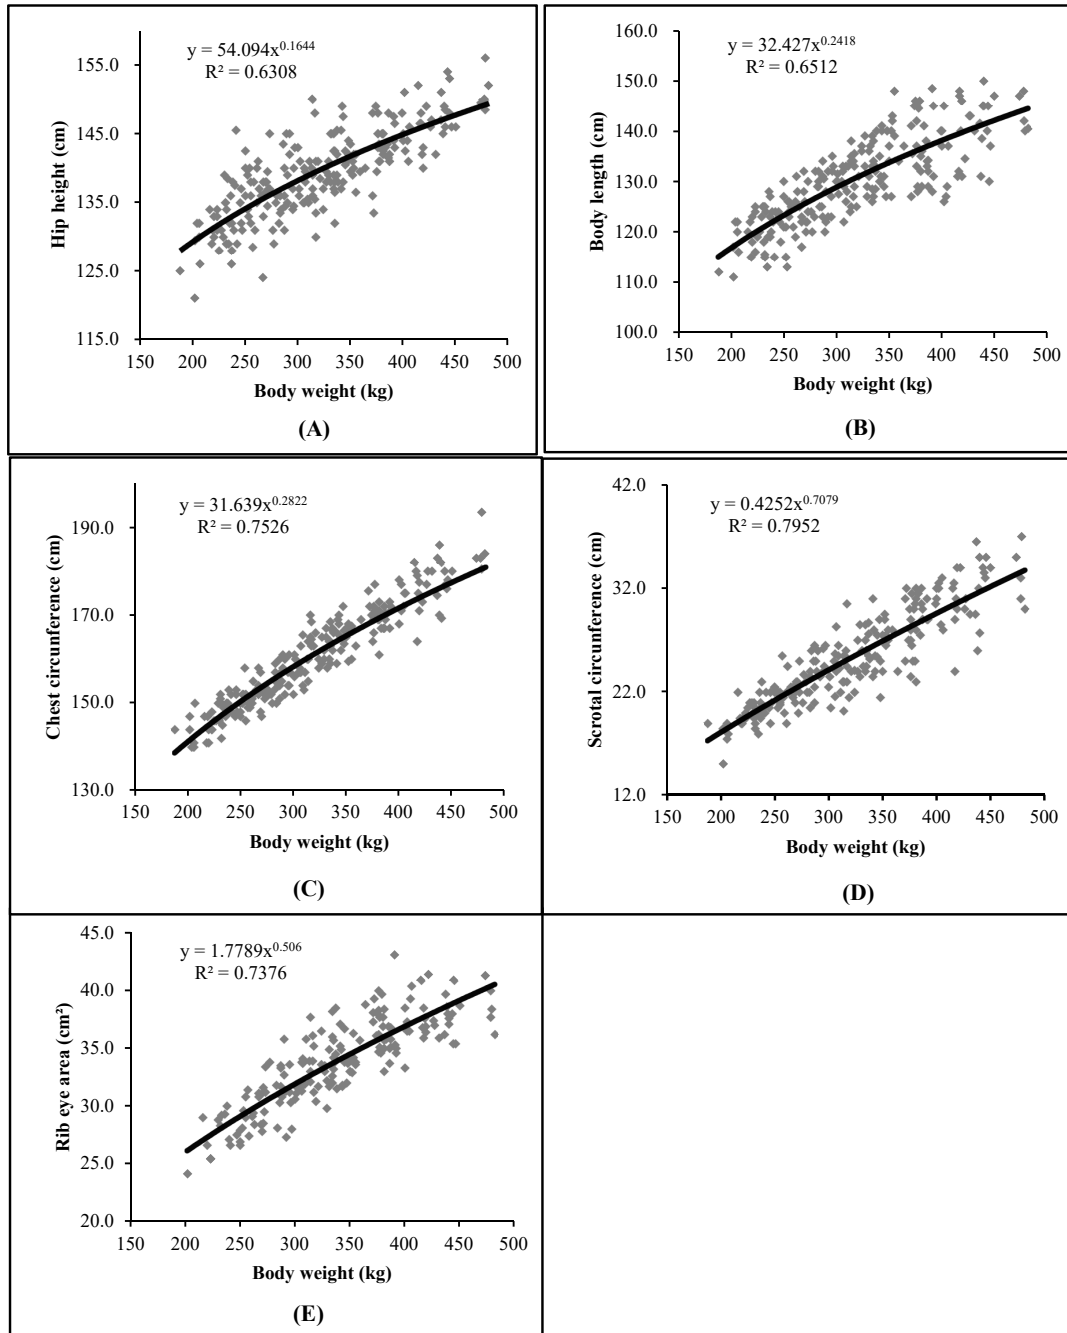 y = 54.094x^0.1644
R² = 0.6308
155.0
145.0
135.0
125.0
115.0
Hip height (cm)
150 200 250 300 350 400 450 500
Body weight (kg)
(A)
160.0
y = 32.427x^0.2418
R² = 0.6512
150.0
140.0
130.0
120.0
110.0
100.0
Body length (cm)
150 200 250 300 350 400 450 500
Body weight (kg)
(B)
y = 31.639x^0.2822
R² = 0.7526
190.0
170.0
150.0
130.0
Chest circunference (cm)
150 200 250 300 350 400 450 500
Body weight (kg)
(C)
42.0
y = 0.4252x^0.7079
R² = 0.7952
32.0
22.0
12.0
Scrotal circumference (cm)
150 200 250 300 350 400 450 500
Body weight (kg)
(D)
45.0
y = 1.7789x^0.506
R² = 0.7376
40.0
35.0
30.0
25.0
20.0
Rib eye area (cm²)
150 200 250 300 350 400 450 500
Body weight (kg)
(E)